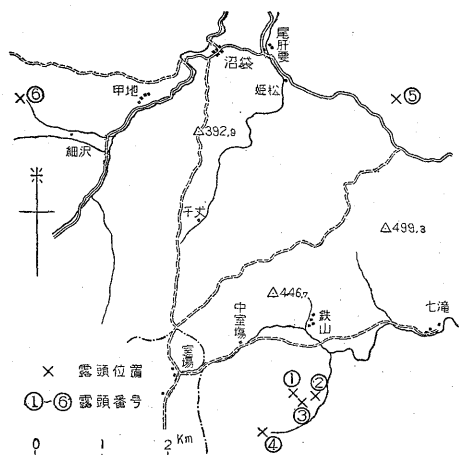 尾肝要
沼袋
甲地
姫松
⑥
⑤
△392.9
細沢
米
千丈
△499.3
△446.7
中室場
鉄山
七滝
室場
× 露頭位置
①~⑥ 露頭番号
①
②
③
④
0 1 2 Km